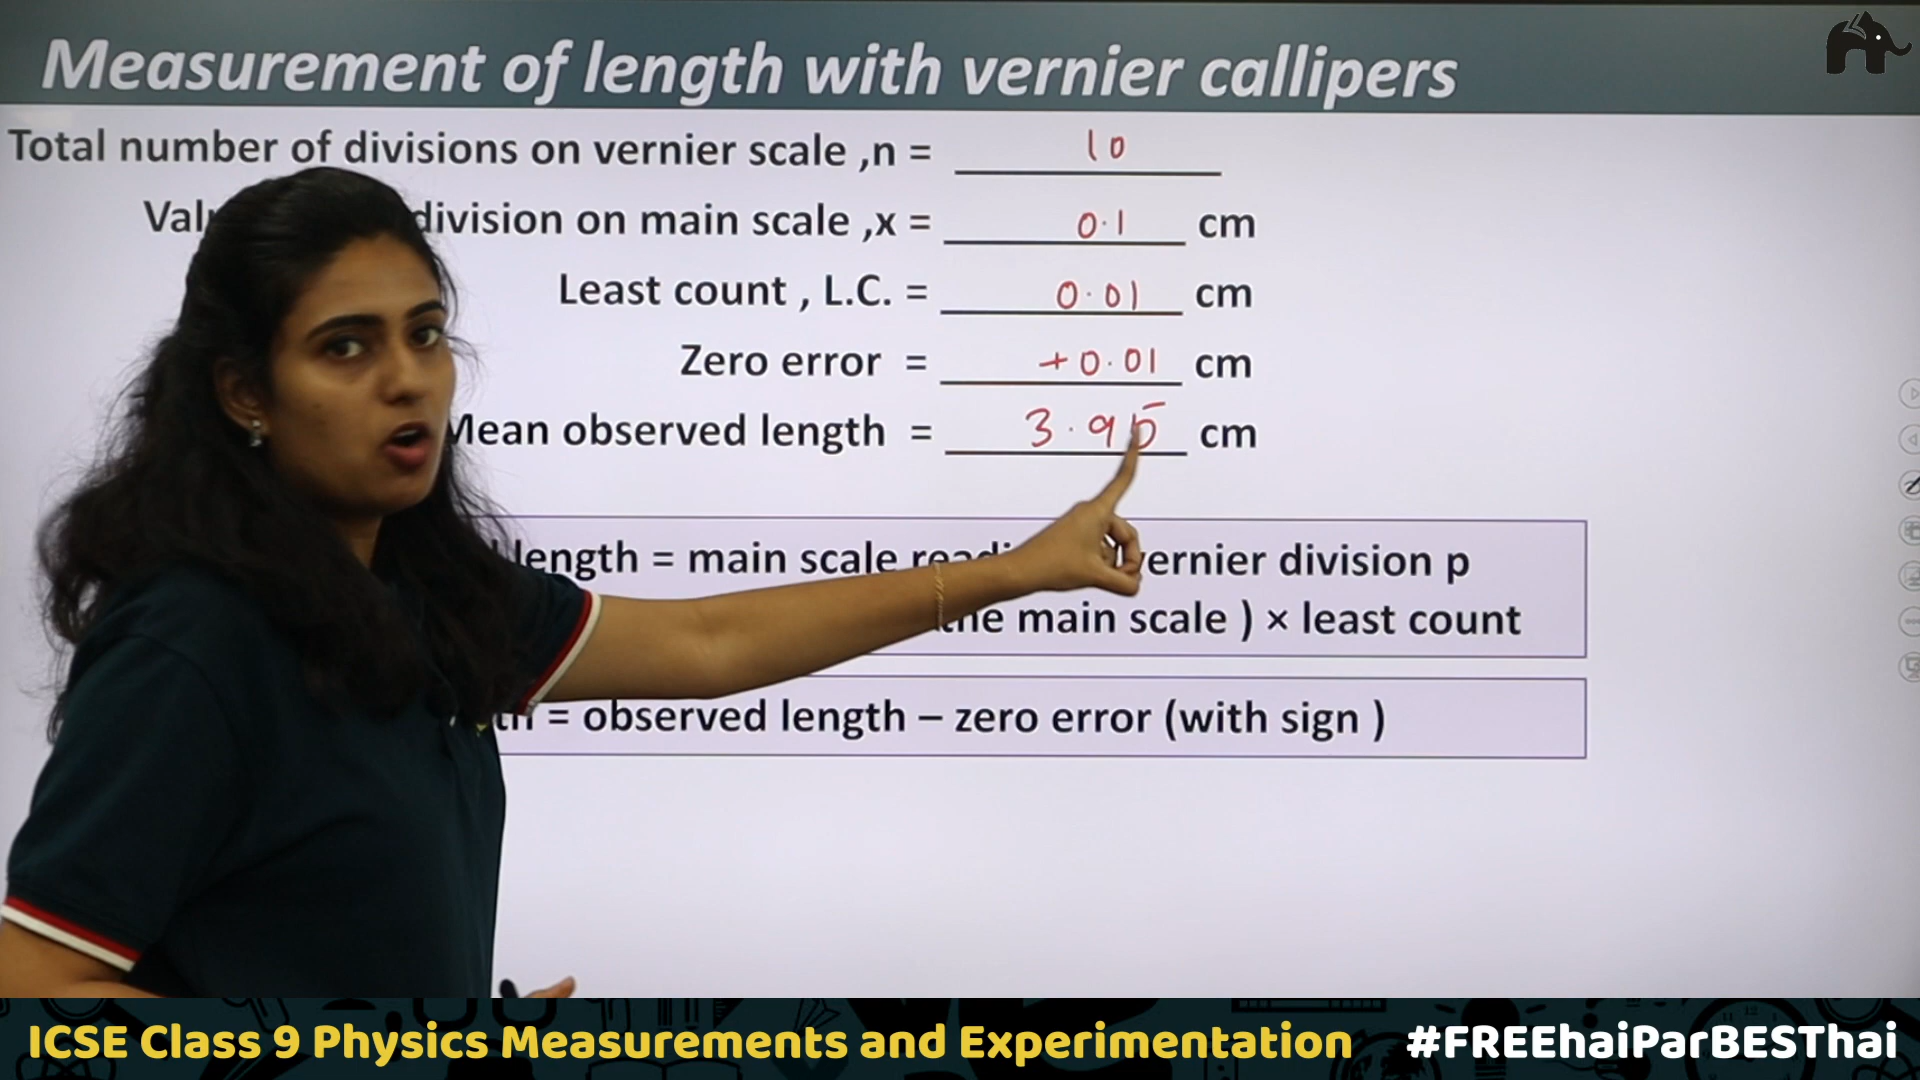 Measurement of length with vernier callipers
Total number of divisions on vernier scale ,n = 10
division on main scale ,x = 0.1 cm
Least count , L.C. = 0.01 cm
Zero error = +0.01 cm
Mean observed length = 3.95 cm
length = main scale vernier division p
the main scale ) × least count
= observed length – zero error (with sign )
ICSE Class 9 Physics Measurements and Experimentation #FREEhaiParBESThai